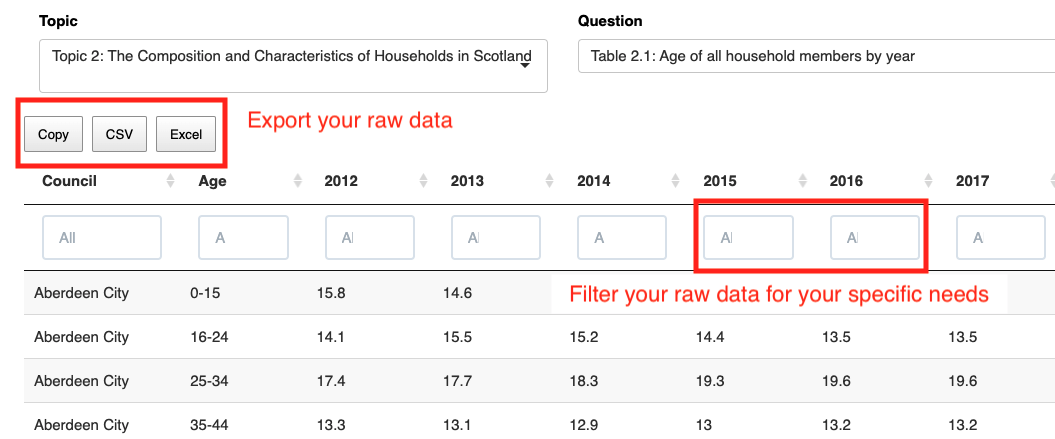 Topic Question
Topic 2: The Composition and Characteristics of Households in Scotland Table 2.1: Age of all household members by year
Copy CSV Excel Export your raw data
Council Age 2012 2013 2014 2015 2016 2017
All A Al Al A Al Al A
Aberdeen City 0-15 15.8 14.6 Filter your raw data for your specific needs
Aberdeen City 16-24 14.1 15.5 15.2 14.4 13.5 13.5
Aberdeen City 25-34 17.4 17.7 18.3 19.3 19.6 19.6
Aberdeen City 35-44 13.3 13.1 12.9 13 13.2 13.2